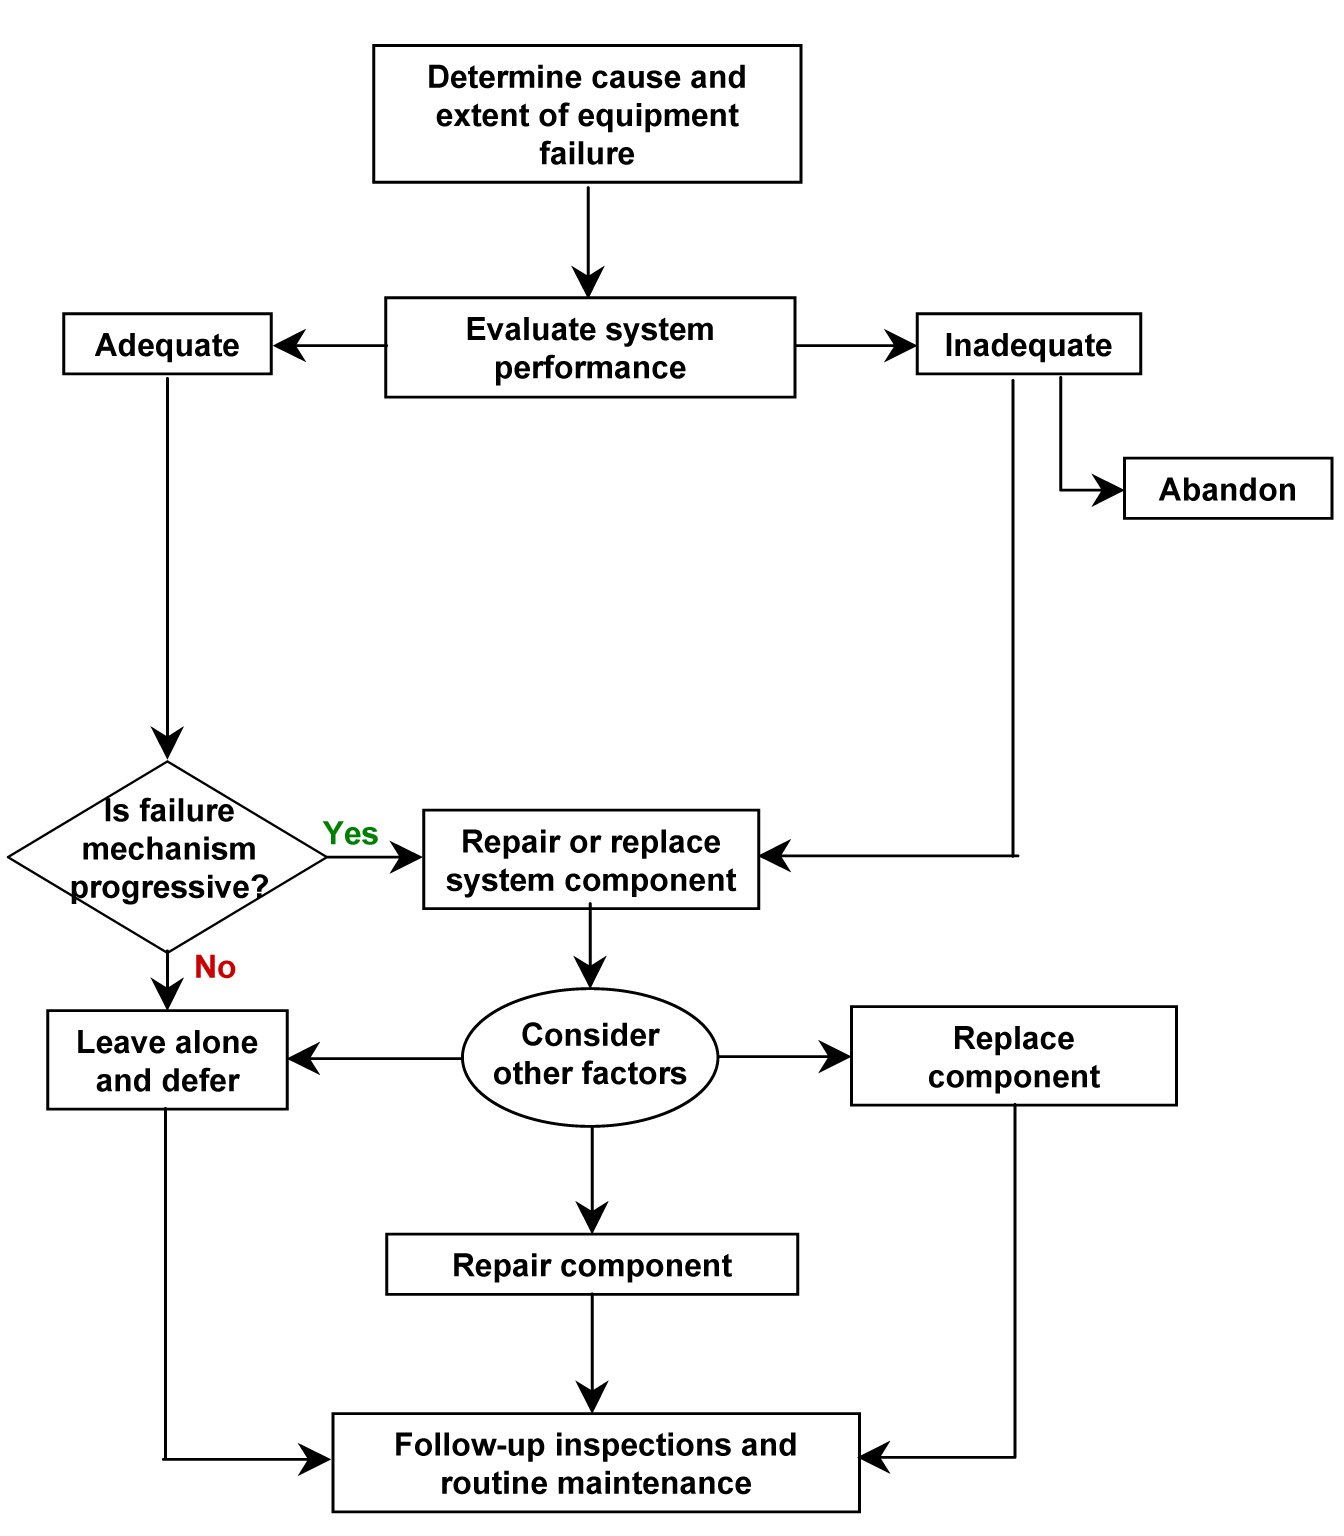 Determine cause and
extent of equipment
failure
Adequate
Evaluate system
performance
Inadequate
Abandon
Is failure
mechanism
progressive?
Yes
Repair or replace
system component
No
Leave alone
and defer
Consider
other factors
Replace
component
Repair component
Follow-up inspections and
routine maintenance